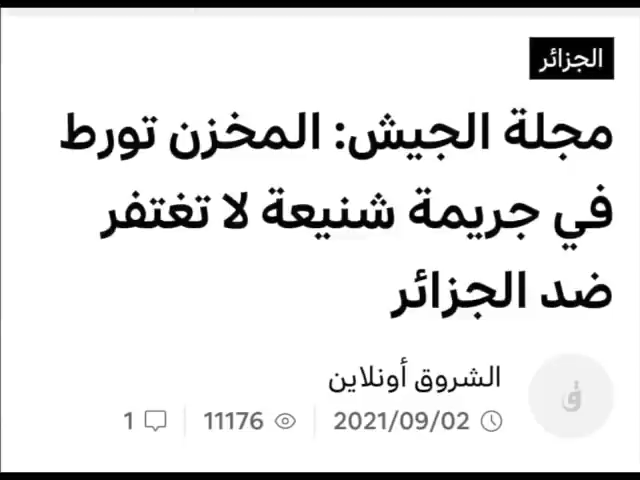 الجزائر
مجلة الجيش: المخزن تورط
في جريمة شنيعة لا تغتفر
ضد الجزائر
الشروق أونلاين
2021/09/02 11176 1
ق